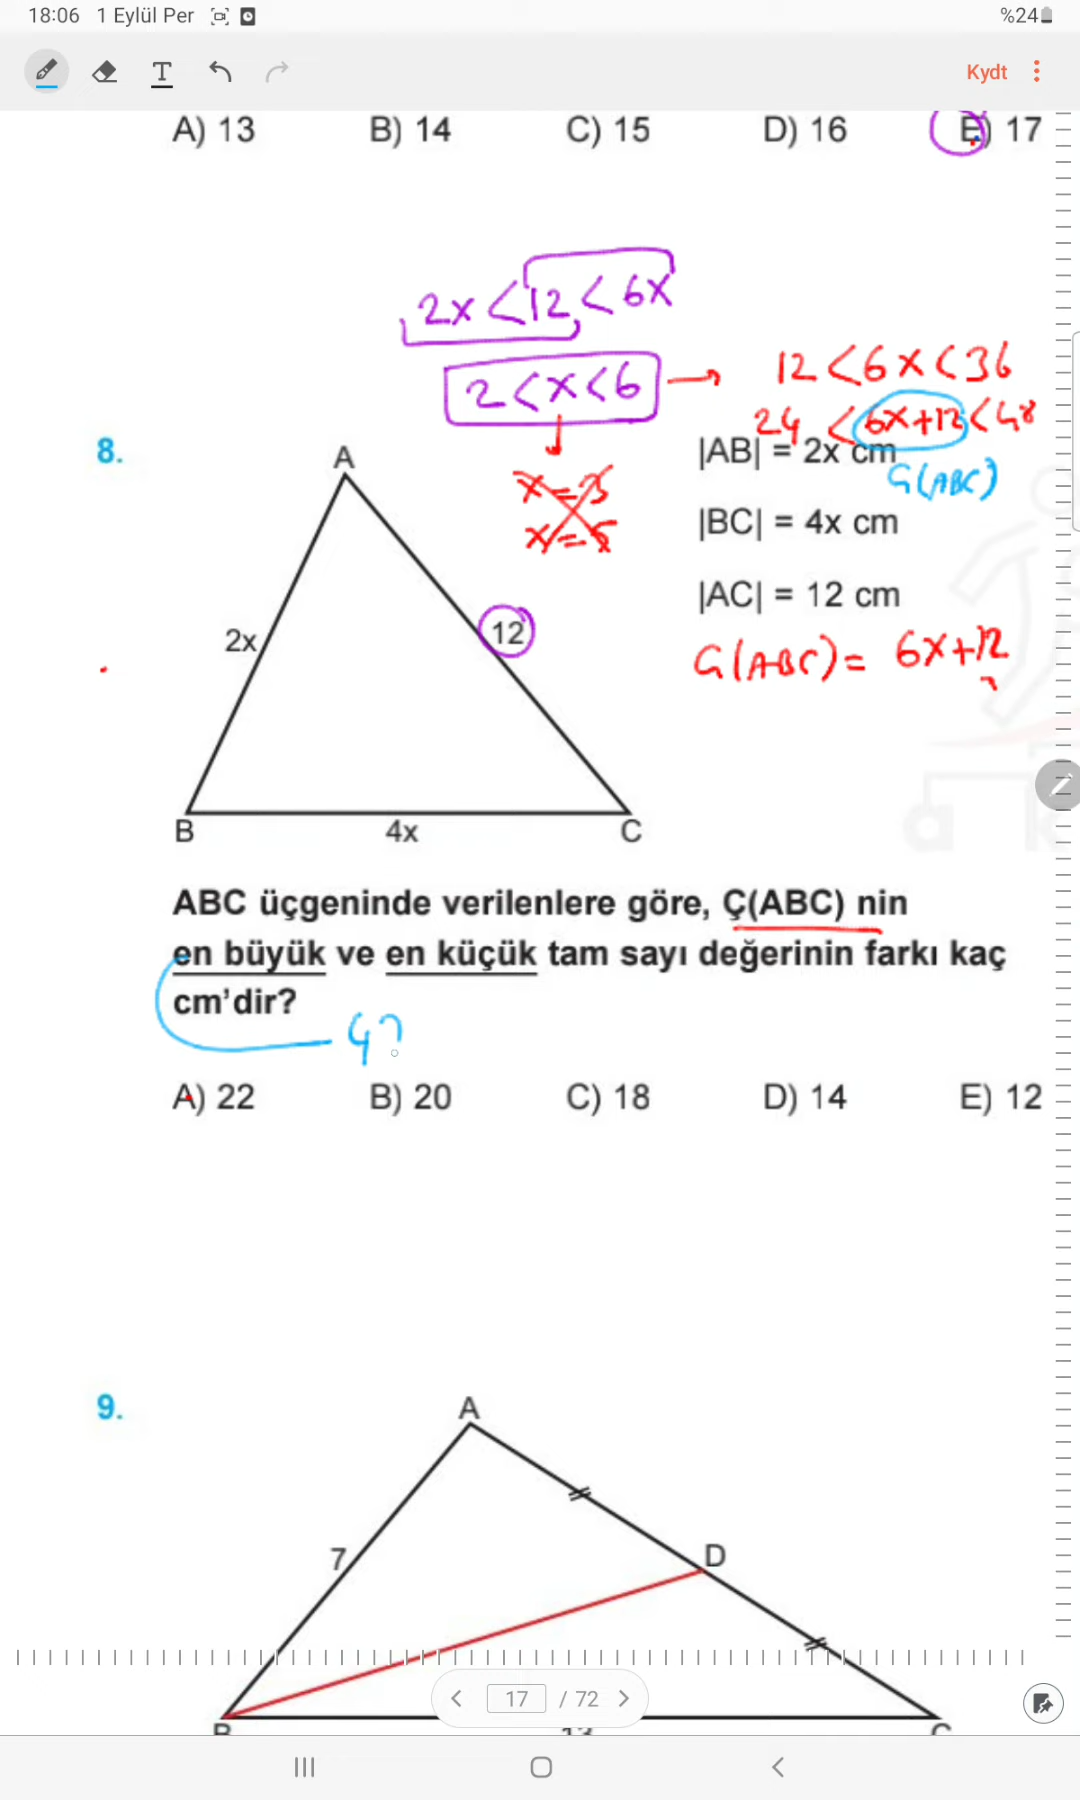 18:06 1 Eylül Per %24
T Kydt
A) 13 B) 14 C) 15 D) 16 E) 17
2x < 12 < 6x
2 < x < 6 → 12 < 6x < 36
24 < 6x+12 < 48
8. A |AB| = 2x cm
Ç(ABC)
x = 3
x = 5
|BC| = 4x cm
|AC| = 12 cm
2x 12
Ç(ABC) = 6x+12
B 4x C
ABC üçgeninde verilenlere göre, Ç(ABC) nin
en büyük ve en küçük tam sayı değerinin farkı kaç
cm'dir?
A) 22 B) 20 C) 18 D) 14 E) 12
9. A
7 D
17 / 72
B 13 C